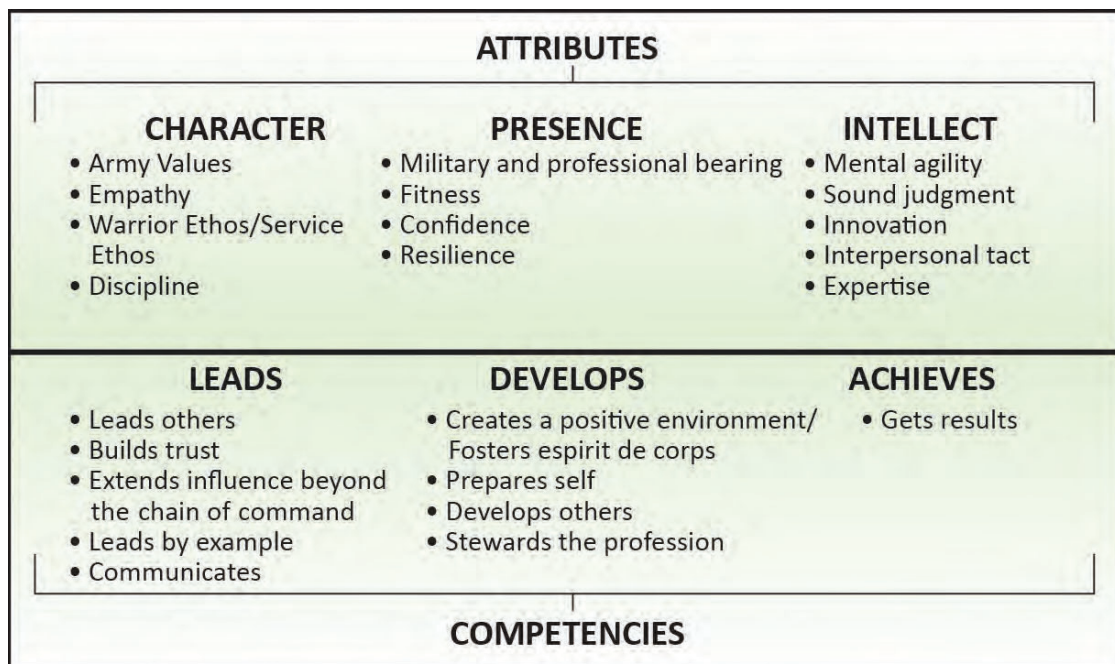 ATTRIBUTES
CHARACTER
• Army Values
• Empathy
• Warrior Ethos/Service
Ethos
• Discipline
PRESENCE
• Military and professional bearing
• Fitness
• Confidence
• Resilience
INTELLECT
• Mental agility
• Sound judgment
• Innovation
• Interpersonal tact
• Expertise
LEADS
• Leads others
• Builds trust
• Extends influence beyond
the chain of command
• Leads by example
• Communicates
DEVELOPS
• Creates a positive environment/
Fosters espirit de corps
• Prepares self
• Develops others
• Stewards the profession
ACHIEVES
• Gets results
COMPETENCIES